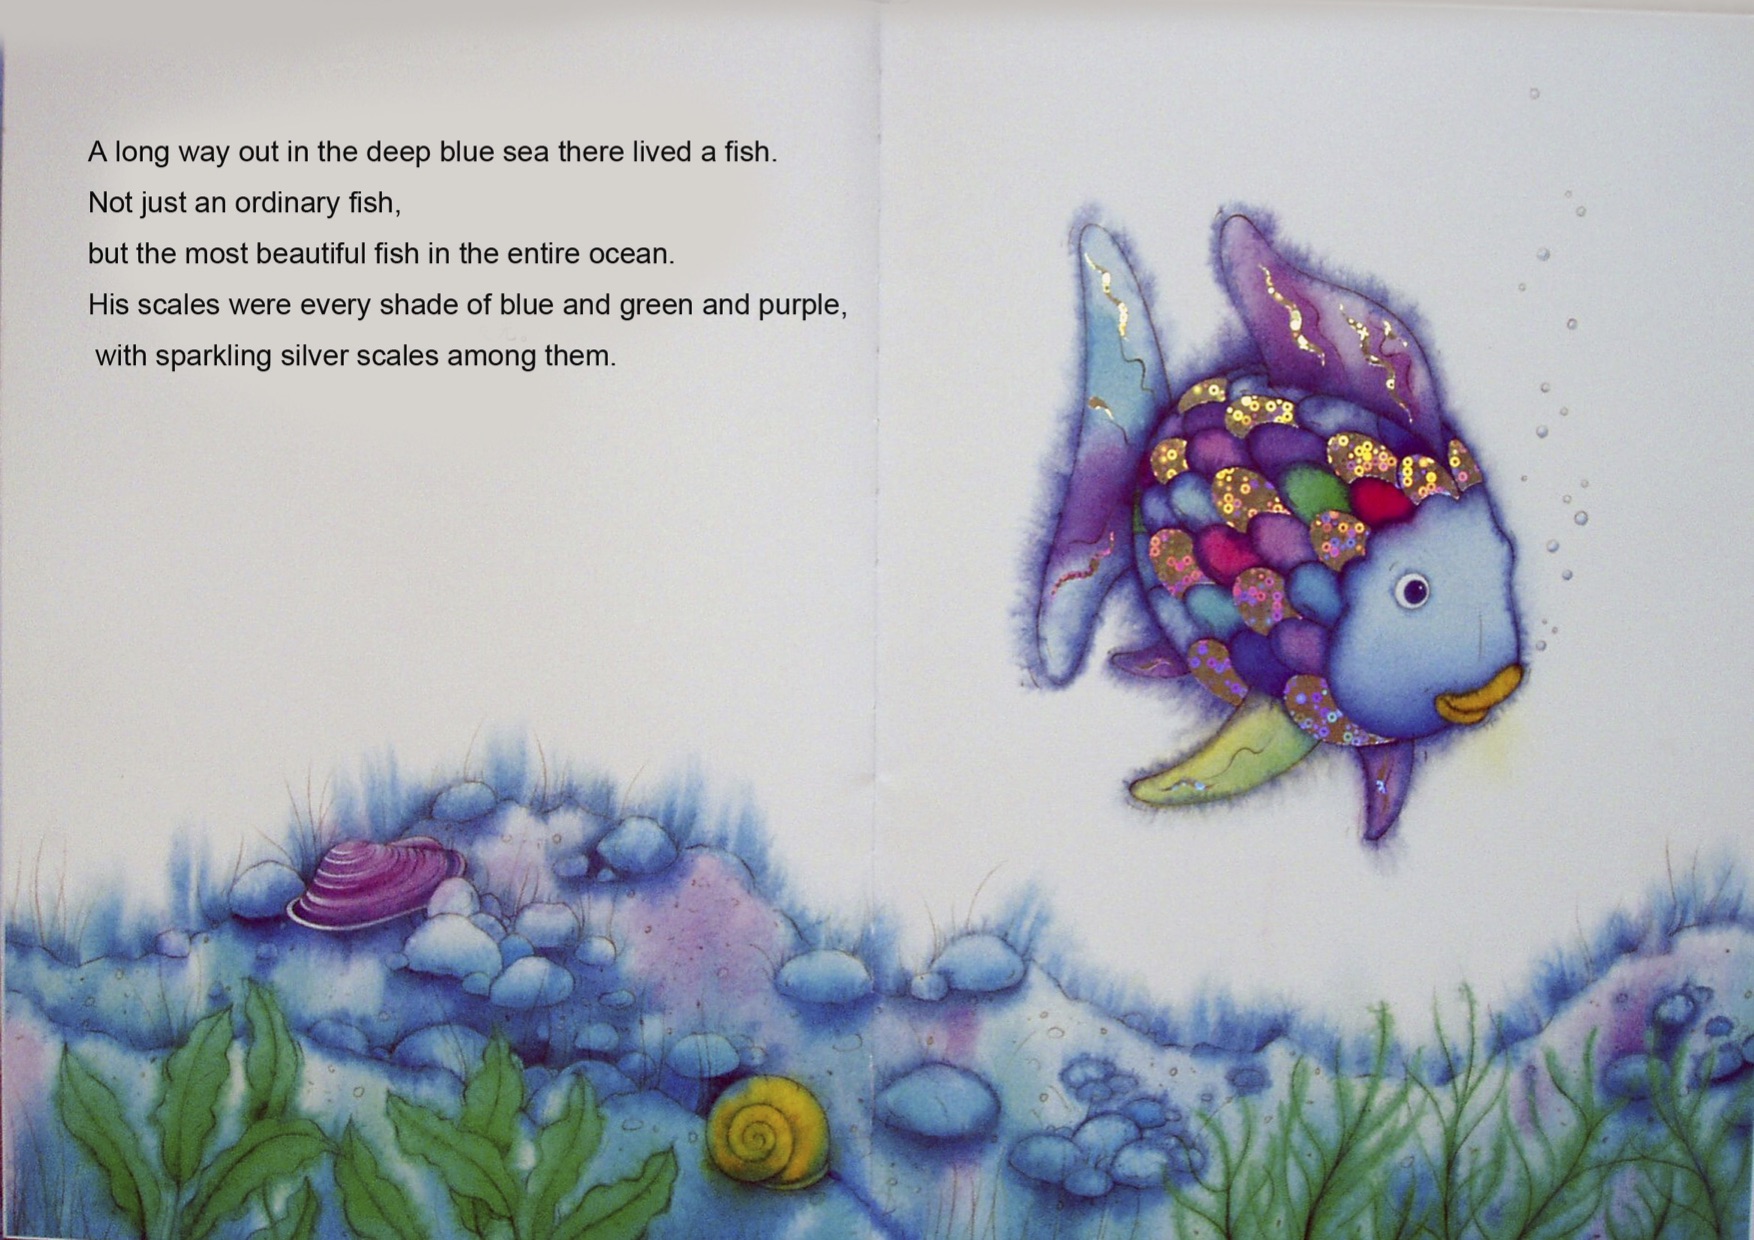 A long way out in the deep blue sea there lived a fish.
Not just an ordinary fish,
but the most beautiful fish in the entire ocean.
His scales were every shade of blue and green and purple,
with sparkling silver scales among them.